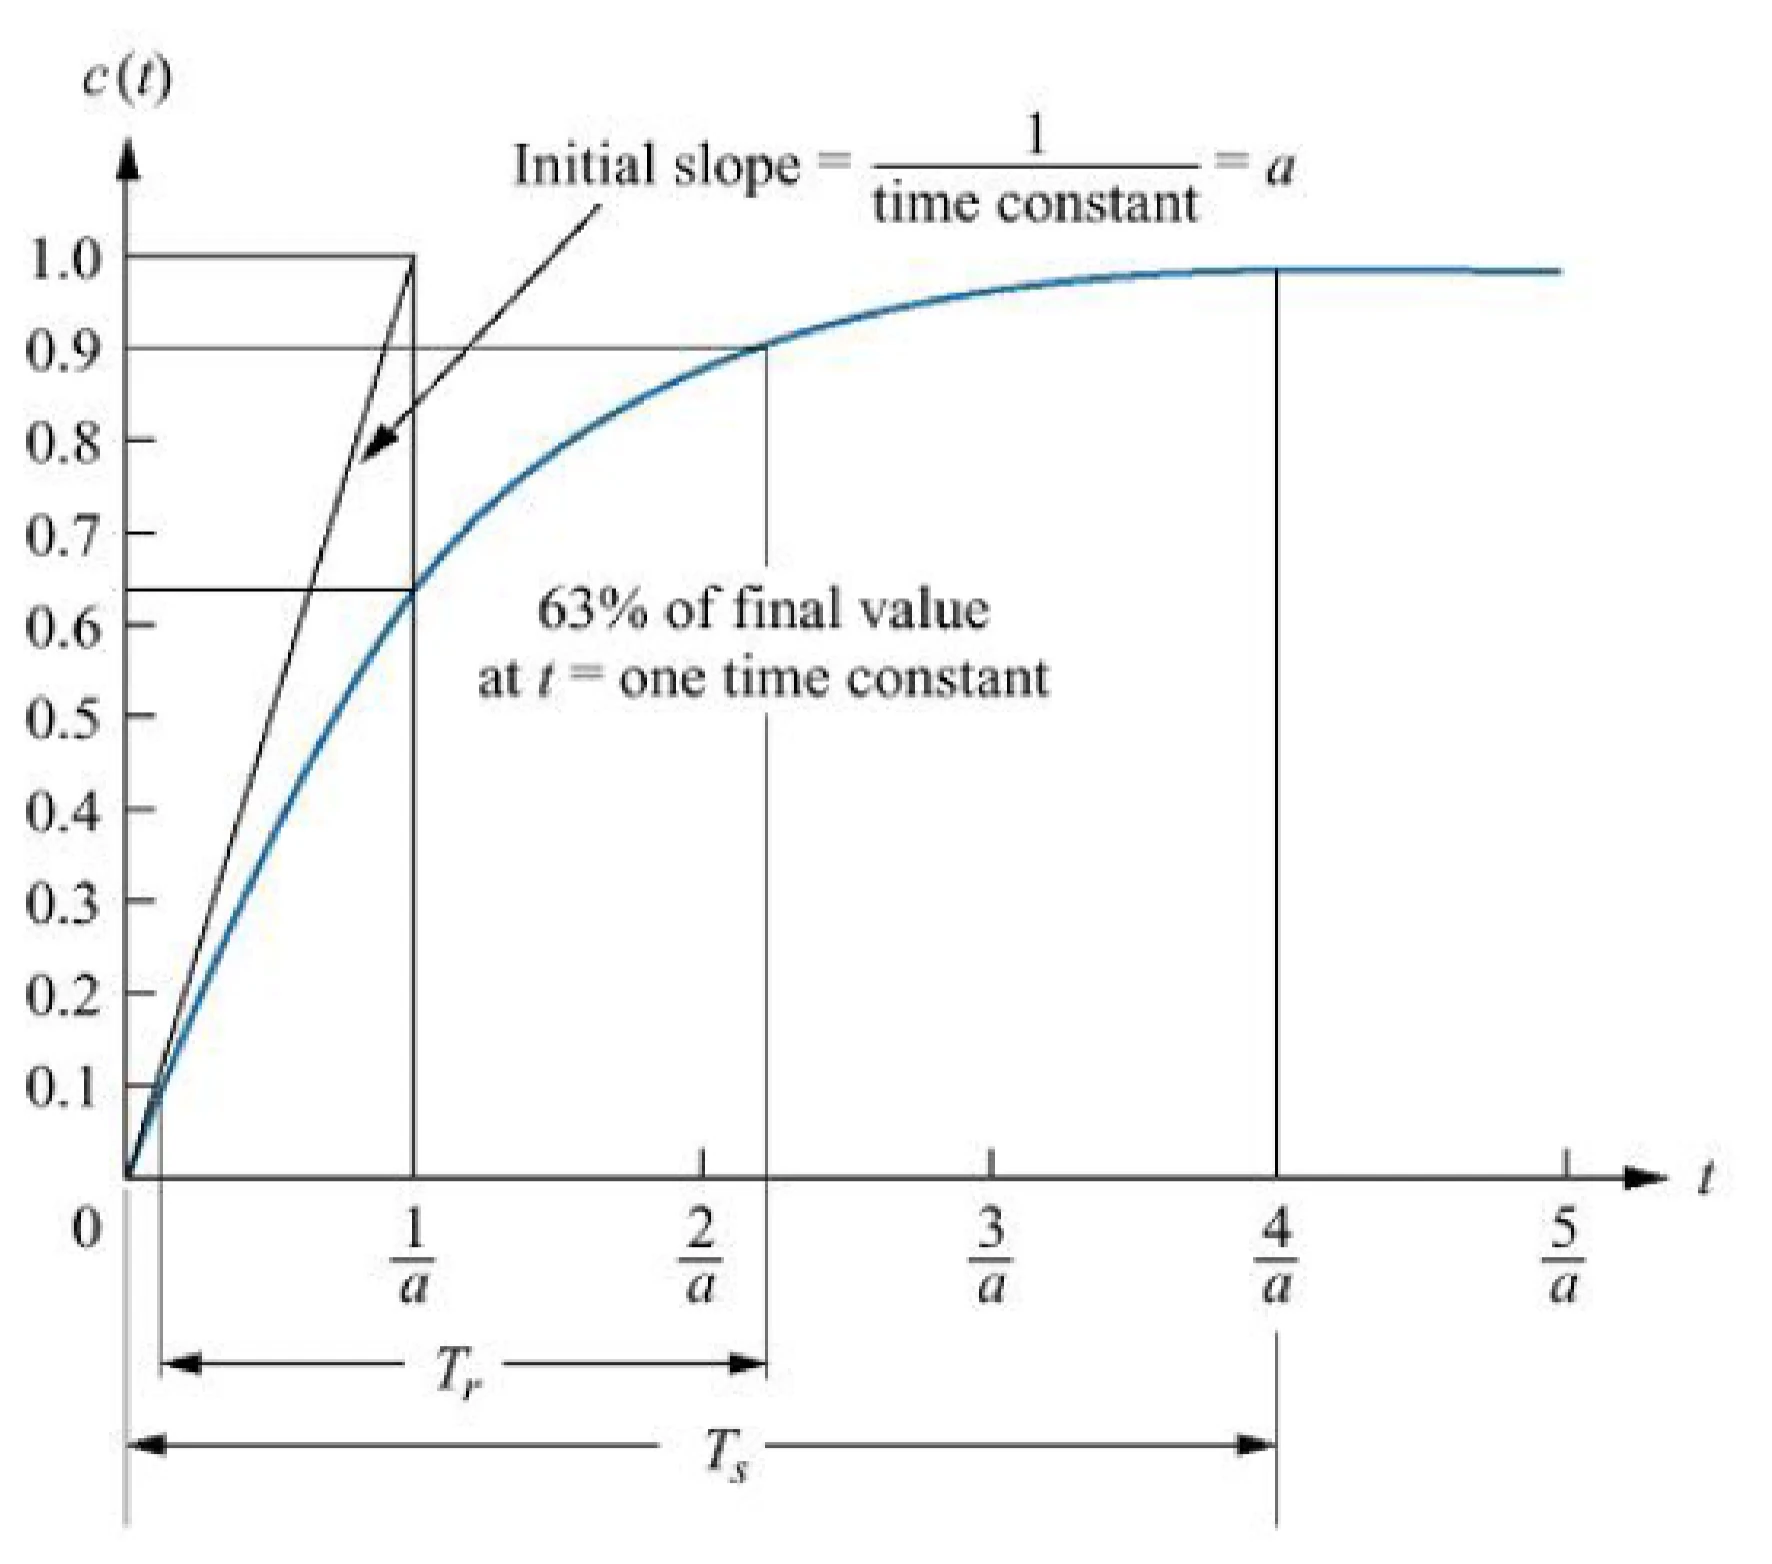 c(t)
Initial slope = 1/time constant = a
1.0
0.9
0.8
0.7
0.6
0.5
0.4
0.3
0.2
0.1
63% of final value
at t = one time constant
t
0 1/a 2/a 3/a 4/a 5/a
Tr
Ts